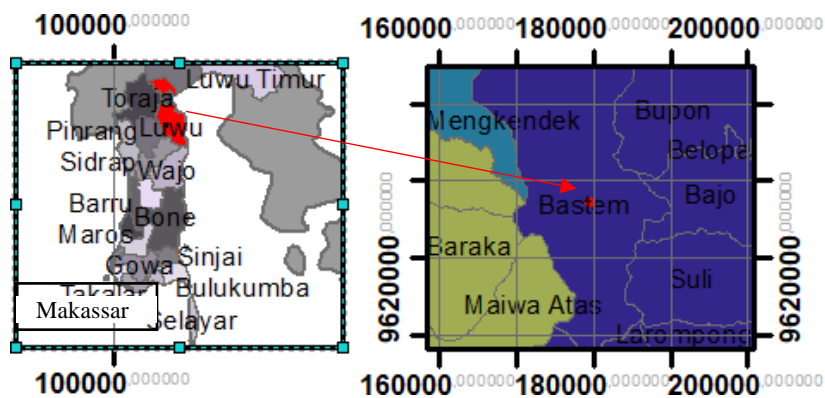 100000,000000
160000,000000 180000,000000 200000,000000
Luwu Timur
Toraja
Pinrang Luwu
Sidrap Wajo
Barru
Bone
Maros
Sinjai
Gowa
Bulukumba
Takalar
Makassar
Selayar
100000,000000
Mengkendek
Bupon
Belopa
Bajo
Bastem
Baraka
Suli
Maiwa Atas
Larompong
9620000,000000
9620000,000000
160000,000000 180000,000000 200000,000000